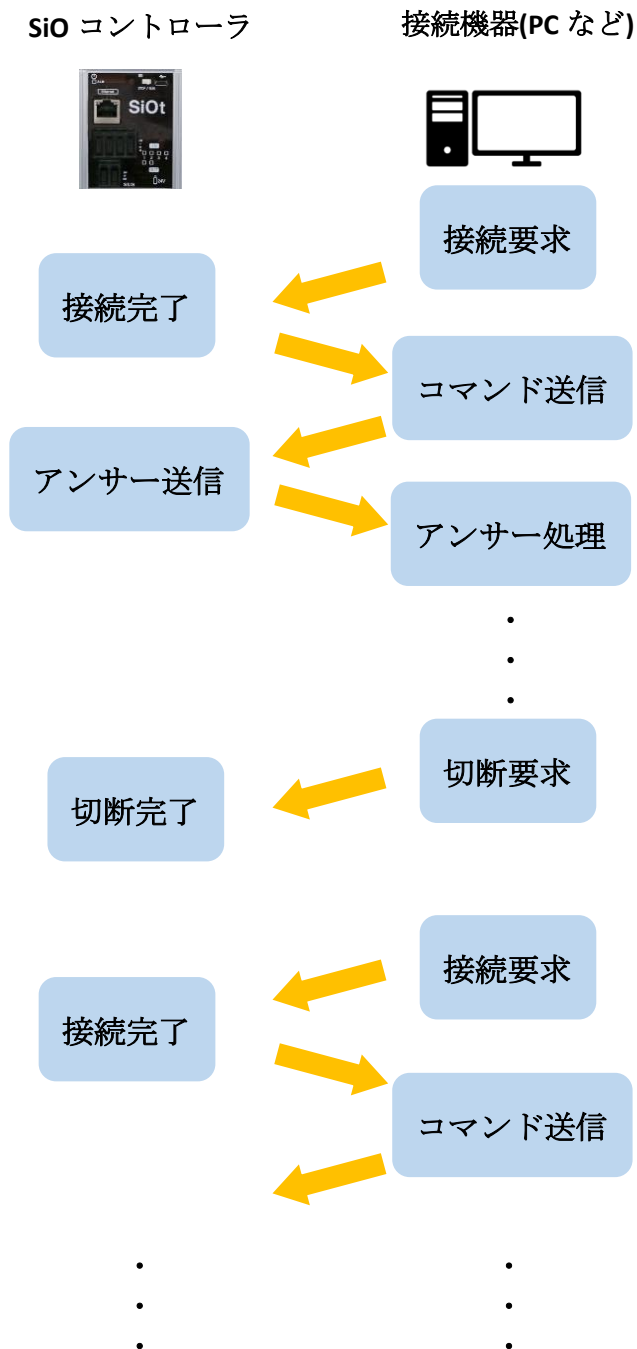 SiO コントローラ
接続機器(PC など)
Ethernet
SiOt
24V
接続要求
接続完了
コマンド送信
アンサー送信
アンサー処理
・
・
・
切断要求
切断完了
接続要求
接続完了
コマンド送信
・
・
・
・
・
・